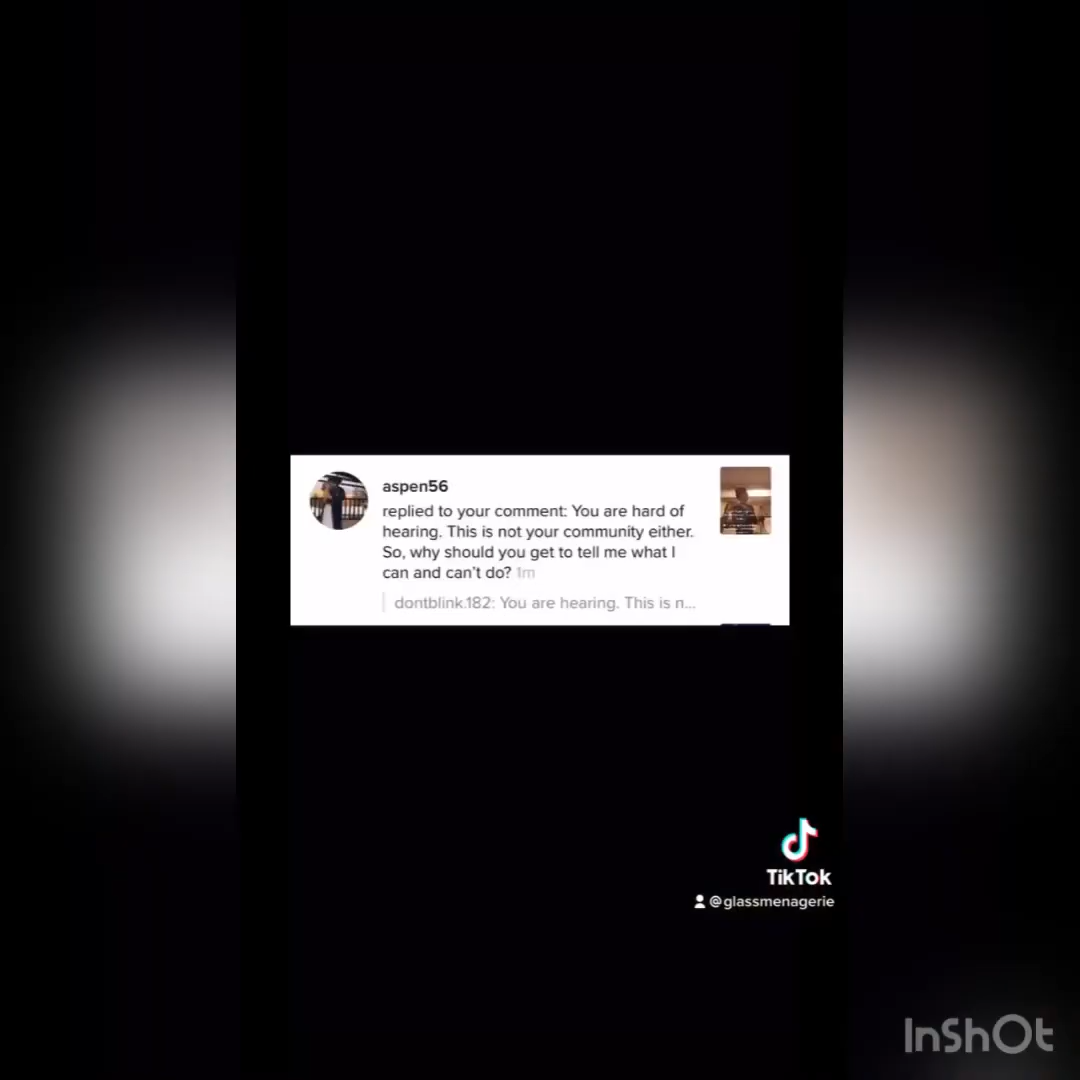 aspen56
replied to your comment: You are hard of
hearing. This is not your community either.
So, why should you get to tell me what I
can and can't do? 1m
dontblink.182: You are hearing. This is n...
TikTok
@glassmenagerie
InShOt